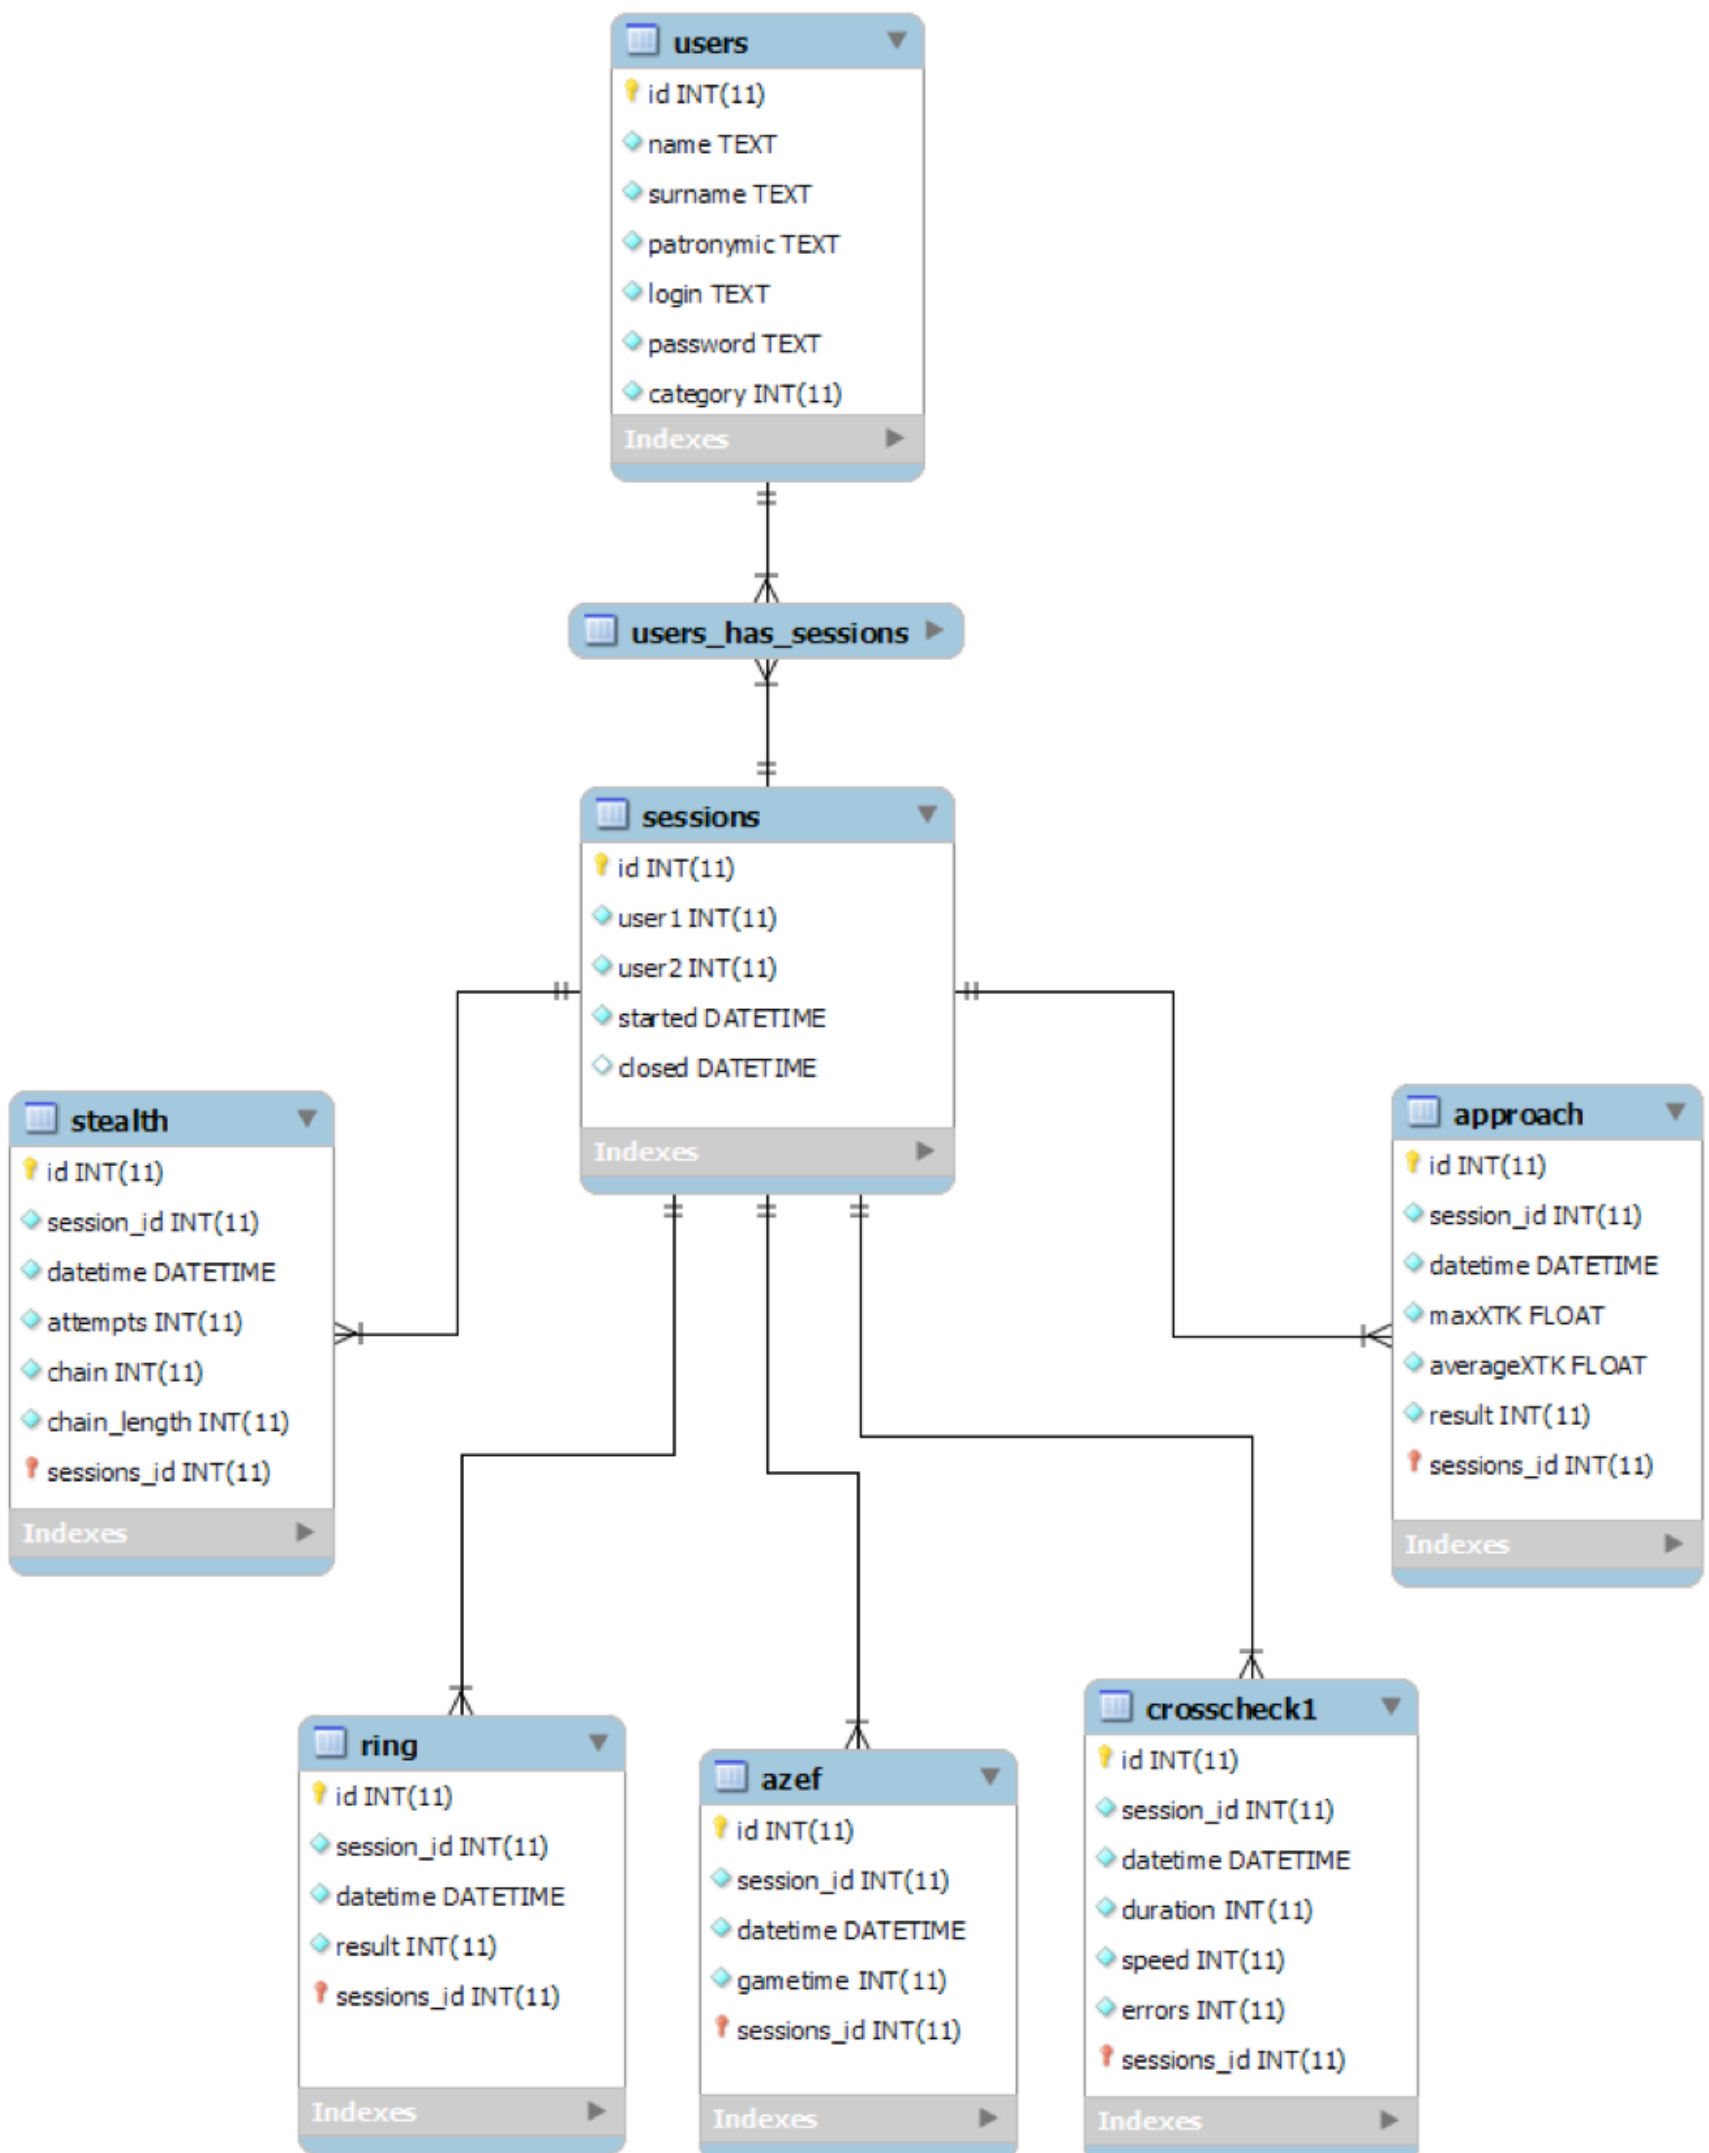 users
id INT(11)
name TEXT
surname TEXT
patronymic TEXT
login TEXT
password TEXT
category INT(11)
Indexes
users_has_sessions
sessions
id INT(11)
user1 INT(11)
user2 INT(11)
started DATETIME
closed DATETIME
Indexes
stealth
id INT(11)
session_id INT(11)
datetime DATETIME
attempts INT(11)
chain INT(11)
chain_length INT(11)
sessions_id INT(11)
Indexes
approach
id INT(11)
session_id INT(11)
datetime DATETIME
maxXTK FLOAT
averageXTK FLOAT
result INT(11)
sessions_id INT(11)
Indexes
ring
id INT(11)
session_id INT(11)
datetime DATETIME
result INT(11)
sessions_id INT(11)
Indexes
azef
id INT(11)
session_id INT(11)
datetime DATETIME
gametime INT(11)
sessions_id INT(11)
Indexes
crosscheck1
id INT(11)
session_id INT(11)
datetime DATETIME
duration INT(11)
speed INT(11)
errors INT(11)
sessions_id INT(11)
Indexes